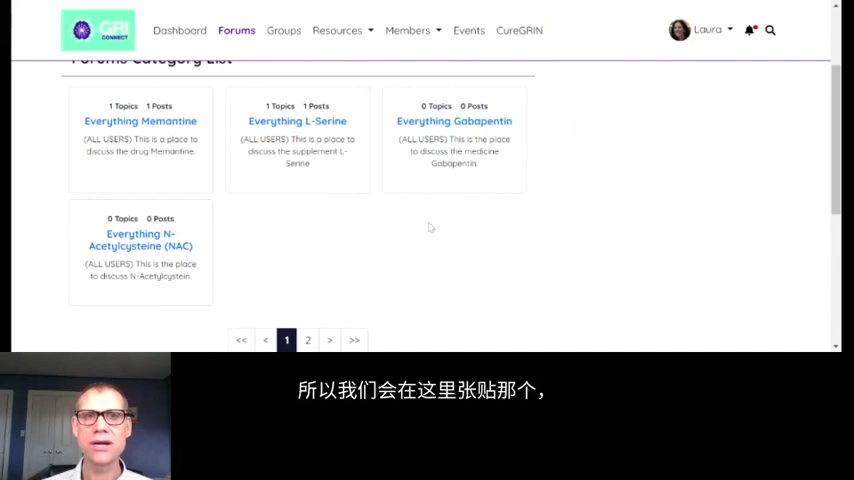 GRI
CONNECT
Dashboard Forums Groups Resources Members Events CureGRIN
Laura
Forums Category List
1 Topics 1 Posts
Everything Memantine
(ALL USERS) This is a place to
discuss the drug Memantine.
1 Topics 1 Posts
Everything L-Serine
(ALL USERS) This is a place to
discuss the supplement L-
Serine
0 Topics 0 Posts
Everything Gabapentin
(ALL USERS) This is the place
to discuss the medicine
Gabapentin.
0 Topics 0 Posts
Everything N-
Acetylcysteine (NAC)
(ALL USERS) This is the place
to discuss N-Acetylcystein.
<< < 1 2 > >>
所以我们会在这里张贴那个，